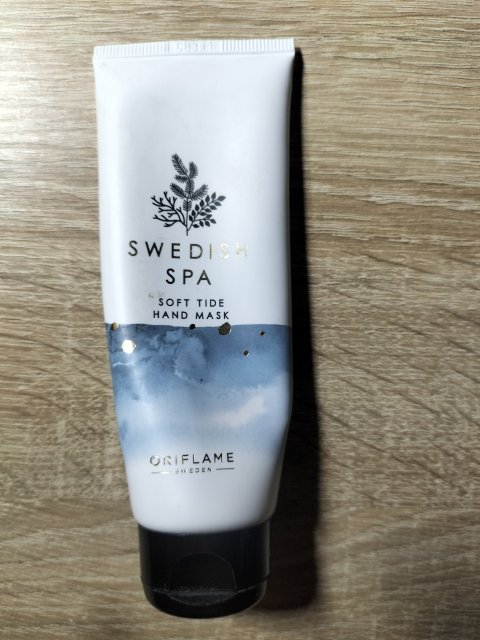 SWEDISH
SPA
SOFT TIDE
HAND MASK
ORIFLAME
SWEDEN